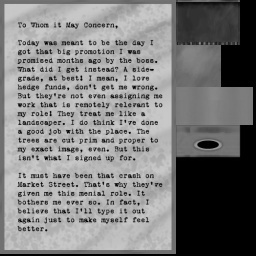 To Whom it May Concern,
Today was meant to be the day I
got that big promotion I was
promised months ago by the boss.
What did I get instead? A side-
grade, at best! I mean, I love
hedge funds, don't get me wrong.
But they're not even assigning me
work that is remotely relevant to
my role! They treat me like a
landscaper. I do think I've done
a good job with the place. The
trees are cut prim and proper to
my exact image, even. But this
isn't what I signed up for.
It must have been that crash on
Market Street. That's why they've
given me this menial role. It
bothers me ever so. In fact, I
believe that I'll type it out
again just to make myself feel
better.